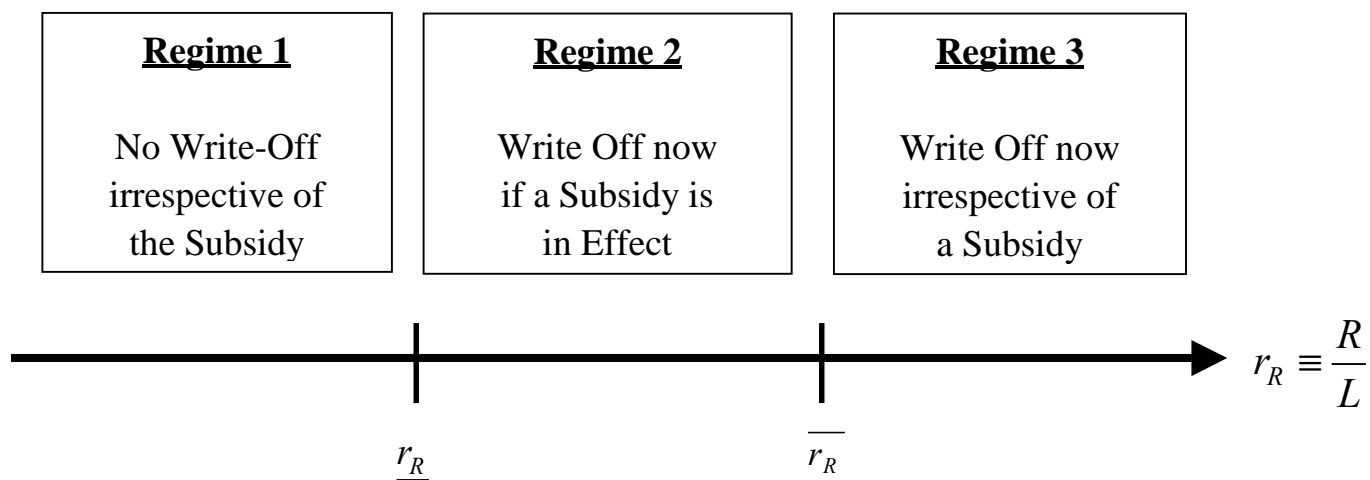 Regime 1
No Write-Off
irrespective of
the Subsidy
Regime 2
Write Off now
if a Subsidy is
in Effect
Regime 3
Write Off now
irrespective of
a Subsidy
r_R ≡ R/L
r_R
r_R